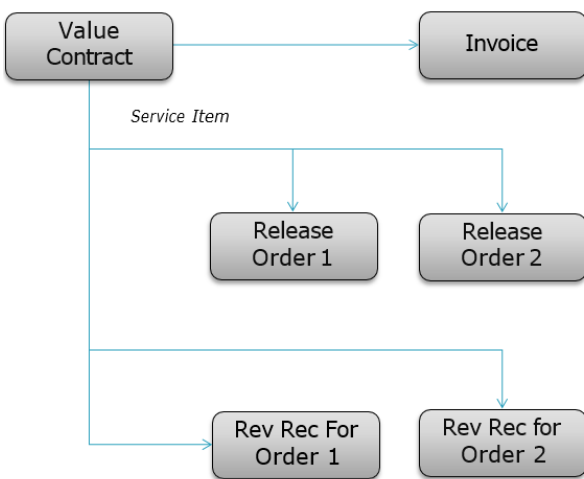 Value
Contract
Invoice
Service Item
Release
Order 1
Release
Order 2
Rev Rec For
Order 1
Rev Rec for
Order 2